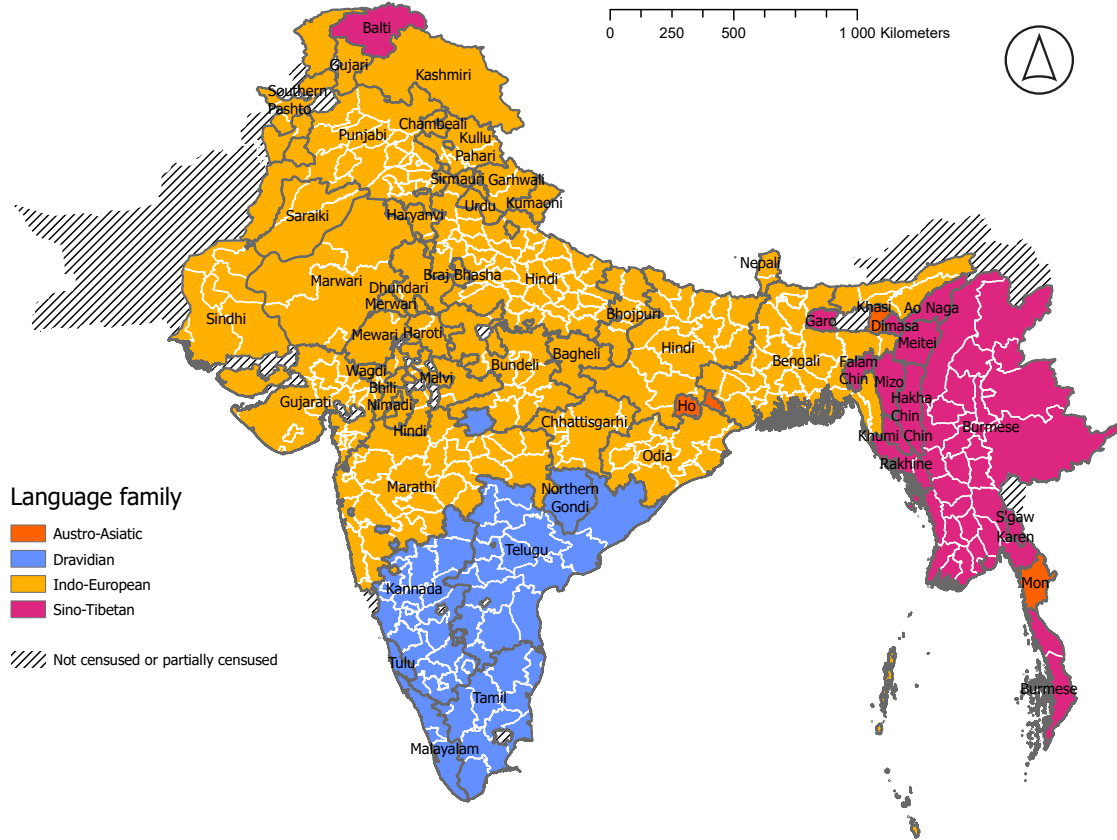 0 250 500 1 000 Kilometers
Balti
Gujari
Kashmiri
Southern
Pashto
Chambeali
Punjabi
Kullu
Pahari
Sirmauri
Garhwali
Saraiki
Haryanvi
Urdu
Kumaoni
Marwari
Braj Bhasha
Hindi
Nepali
Dhundari
Merwari
Sindhi
Bhojpuri
Khasi
Ao Naga
Garo
Dimasa
Mewari
Haroti
Hindi
Meitei
Bagheli
Bengali
Wagdi
Bundeli
Falam
Chin
Malvi
Bhili
Mizo
Gujarati
Nimadi
Ho
Hakha
Chin
Hindi
Chhattisgarhi
Burmese
Khumi Chin
Odia
Rakhine
Marathi
Northern
Gondi
S'gaw
Karen
Telugu
Kannada
Mon
Tulu
Tamil
Burmese
Malayalam
Language family
Austro-Asiatic
Dravidian
Indo-European
Sino-Tibetan
Not censused or partially censused